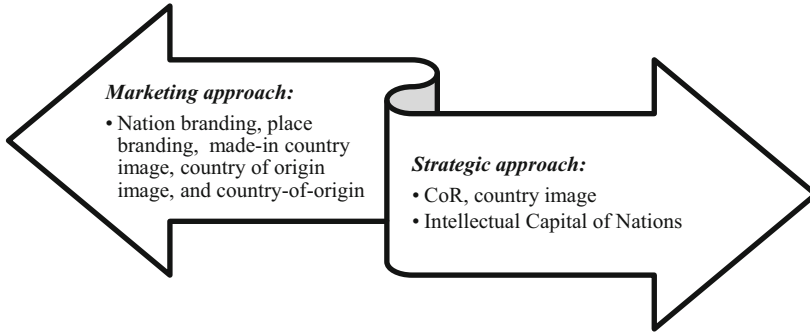 Marketing approach:
• Nation branding, place
branding, made-in country
image, country of origin
image, and country-of-origin
Strategic approach:
• CoR, country image
• Intellectual Capital of Nations